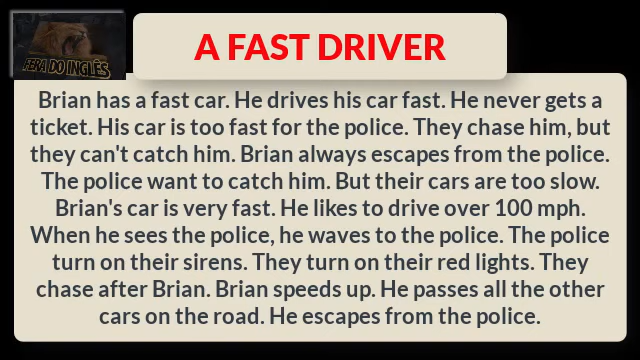 FERA DO INGLÊS
A FAST DRIVER
Brian has a fast car. He drives his car fast. He never gets a
ticket. His car is too fast for the police. They chase him, but
they can't catch him. Brian always escapes from the police.
The police want to catch him. But their cars are too slow.
Brian's car is very fast. He likes to drive over 100 mph.
When he sees the police, he waves to the police. The police
turn on their sirens. They turn on their red lights. They
chase after Brian. Brian speeds up. He passes all the other
cars on the road. He escapes from the police.